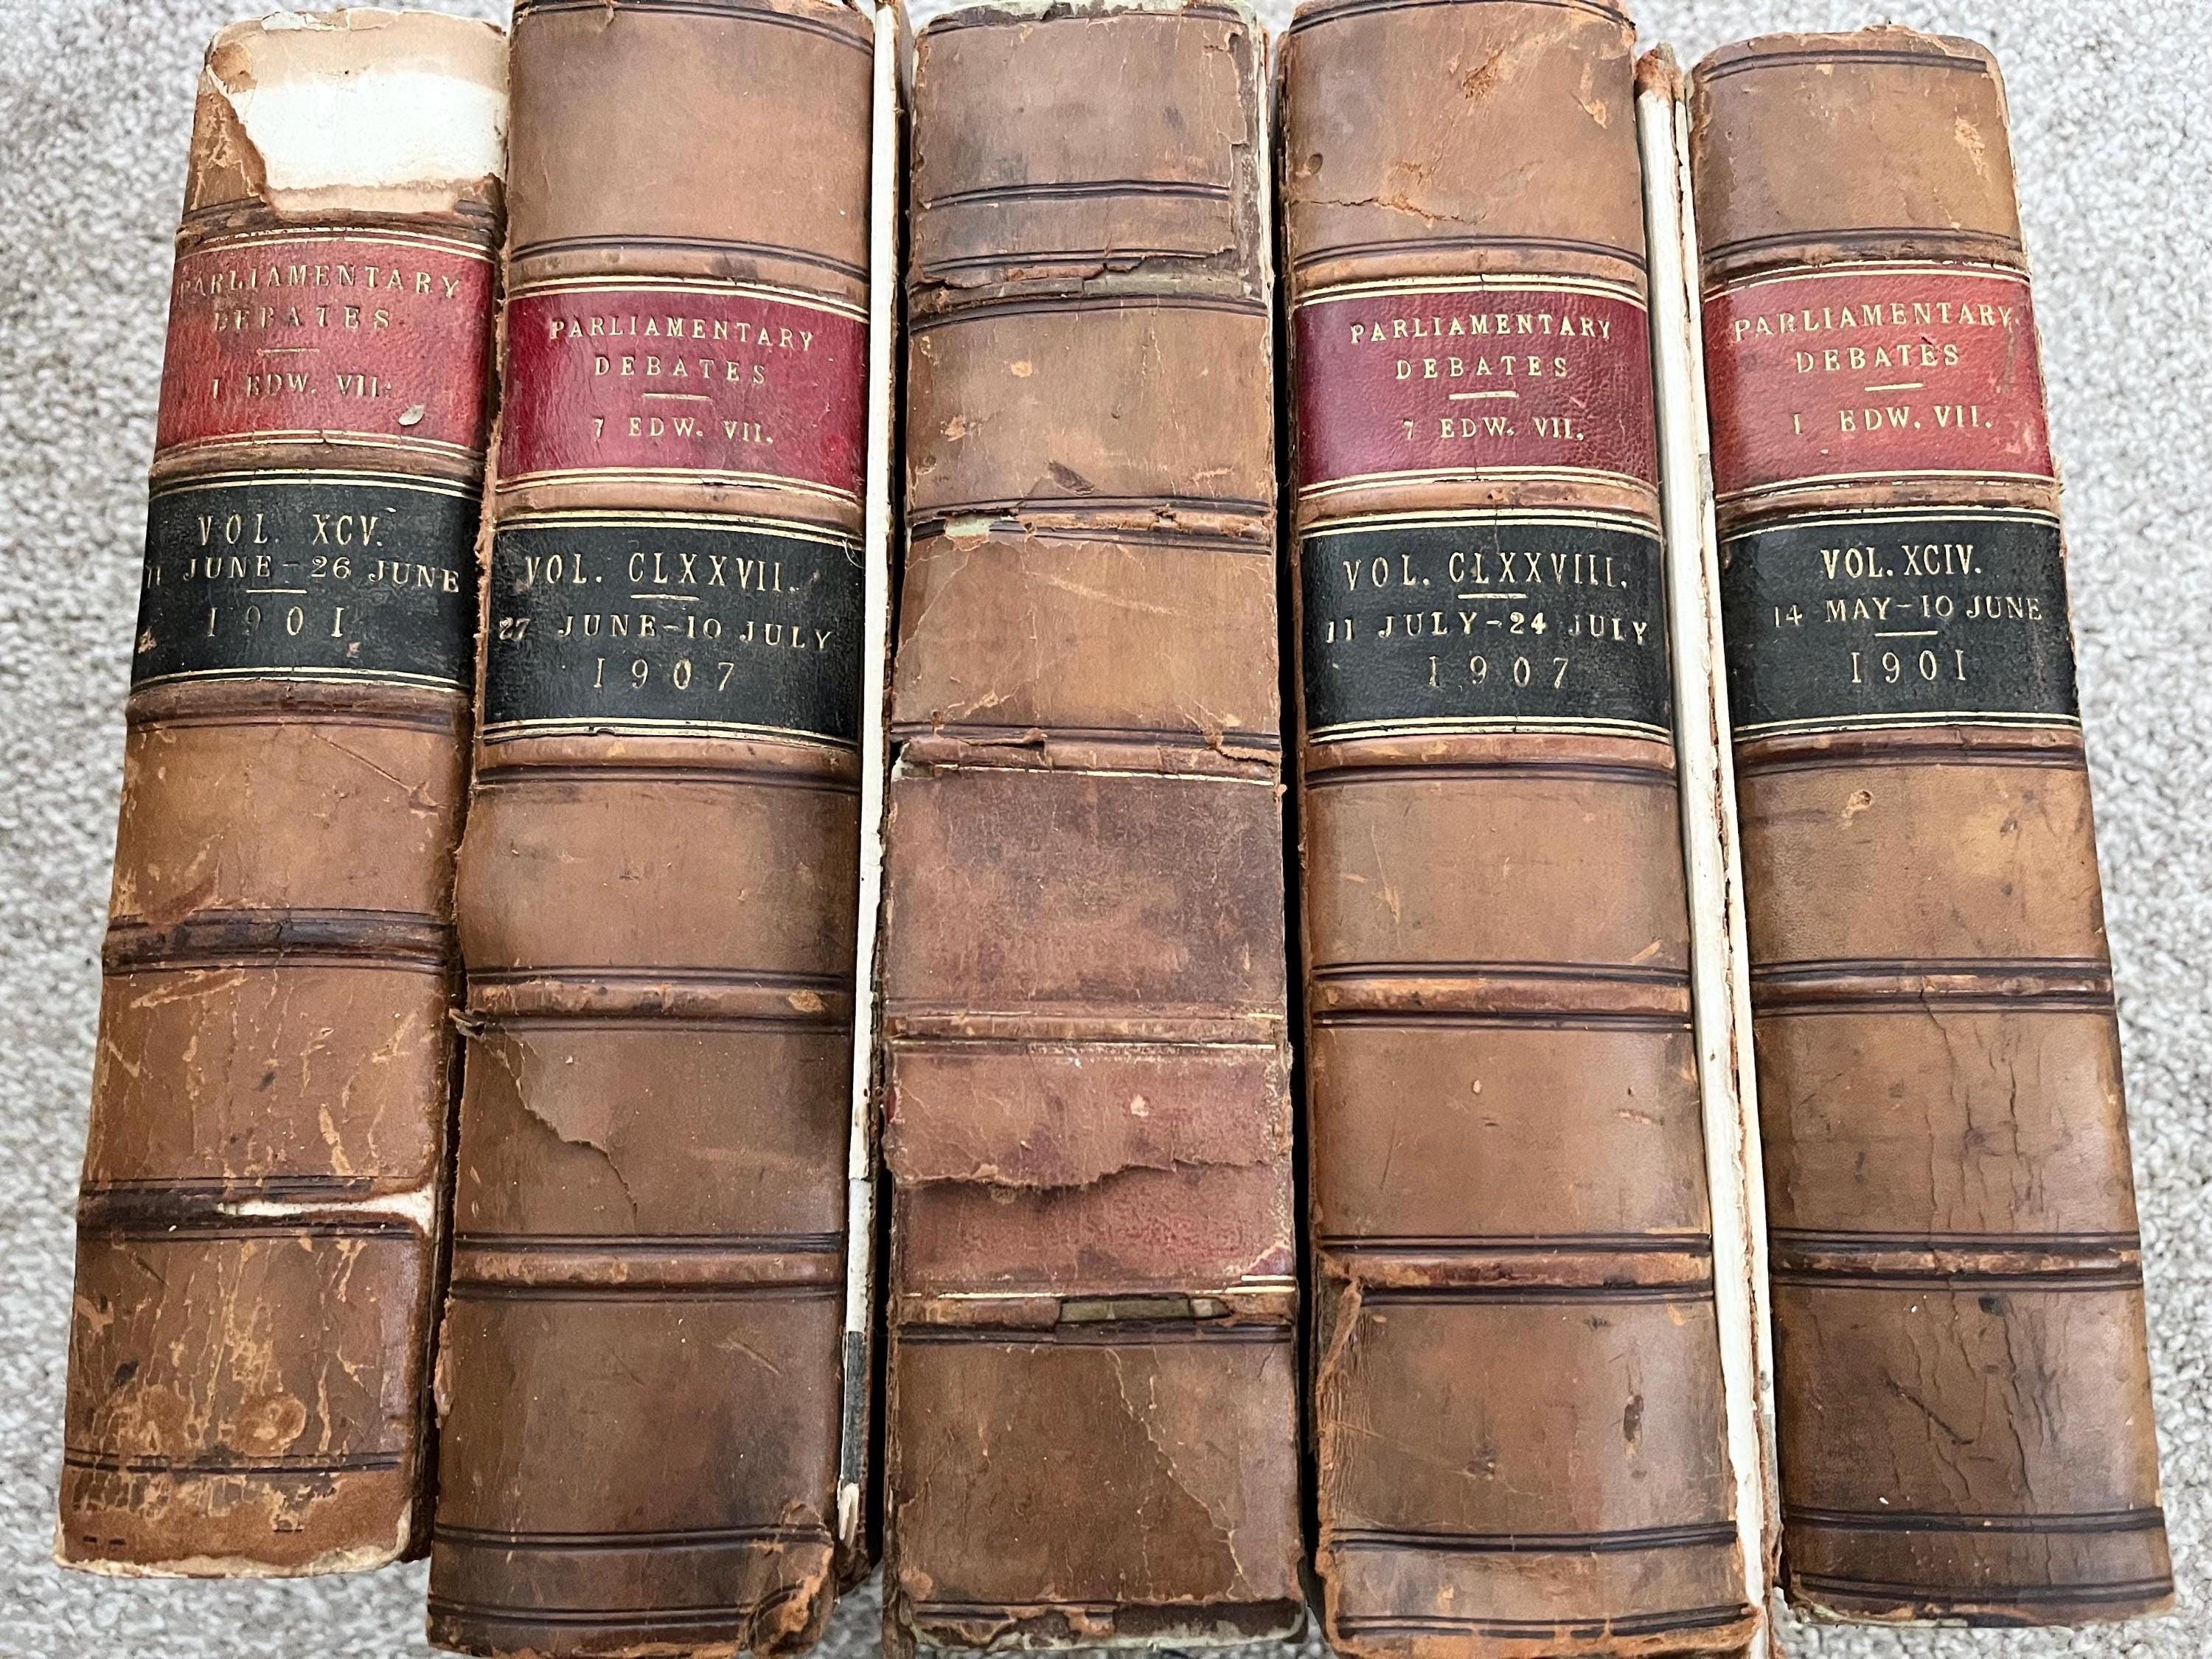 PARLIAMENTARY
DEBATES
1 EDW. VII.
VOL. XCV.
11 JUNE-26 JUNE
1901
PARLIAMENTARY
DEBATES
7 EDW. VII.
VOL. CLXXVII.
27 JUNE-10 JULY
1907
PARLIAMENTARY
DEBATES
7 EDW. VII.
VOL. CLXXVIII.
11 JULY-24 JULY
1907
PARLIAMENTARY
DEBATES
1 EDW. VII.
VOL. XCIV.
14 MAY-10 JUNE
1901